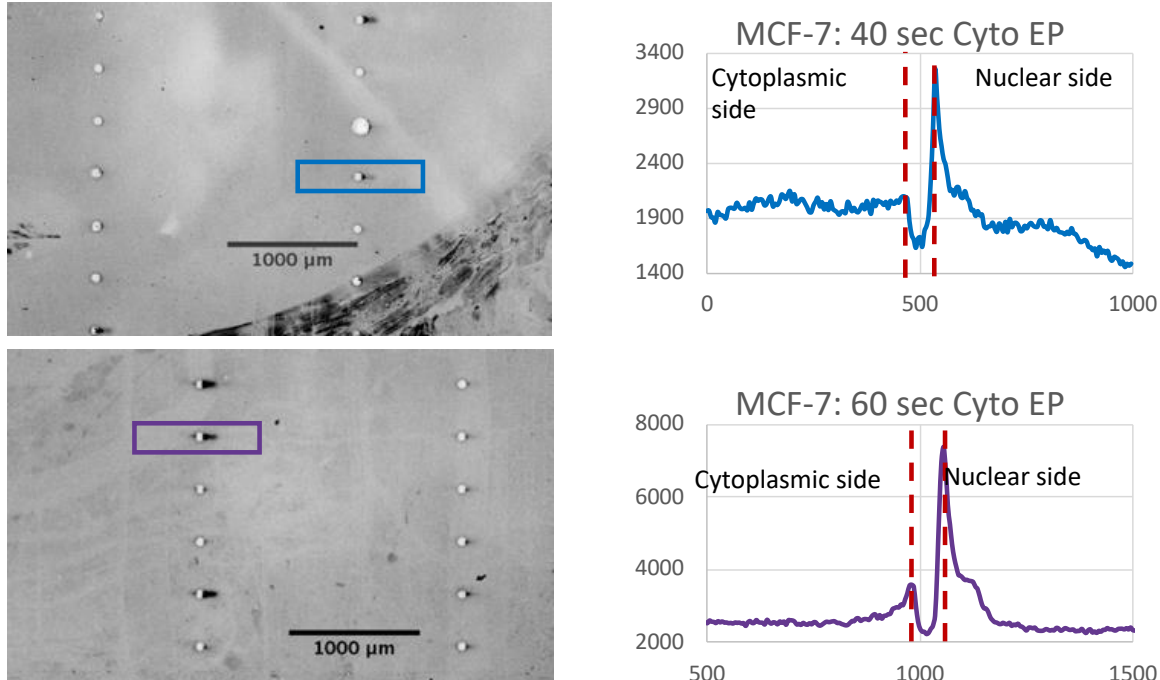 1000 µm
MCF-7: 40 sec Cyto EP
3400
2900
2400
1900
1400
Cytoplasmic
side
Nuclear side
0
500
1000
1000 µm
MCF-7: 60 sec Cyto EP
8000
6000
4000
2000
Cytoplasmic side
Nuclear side
500
1000
1500